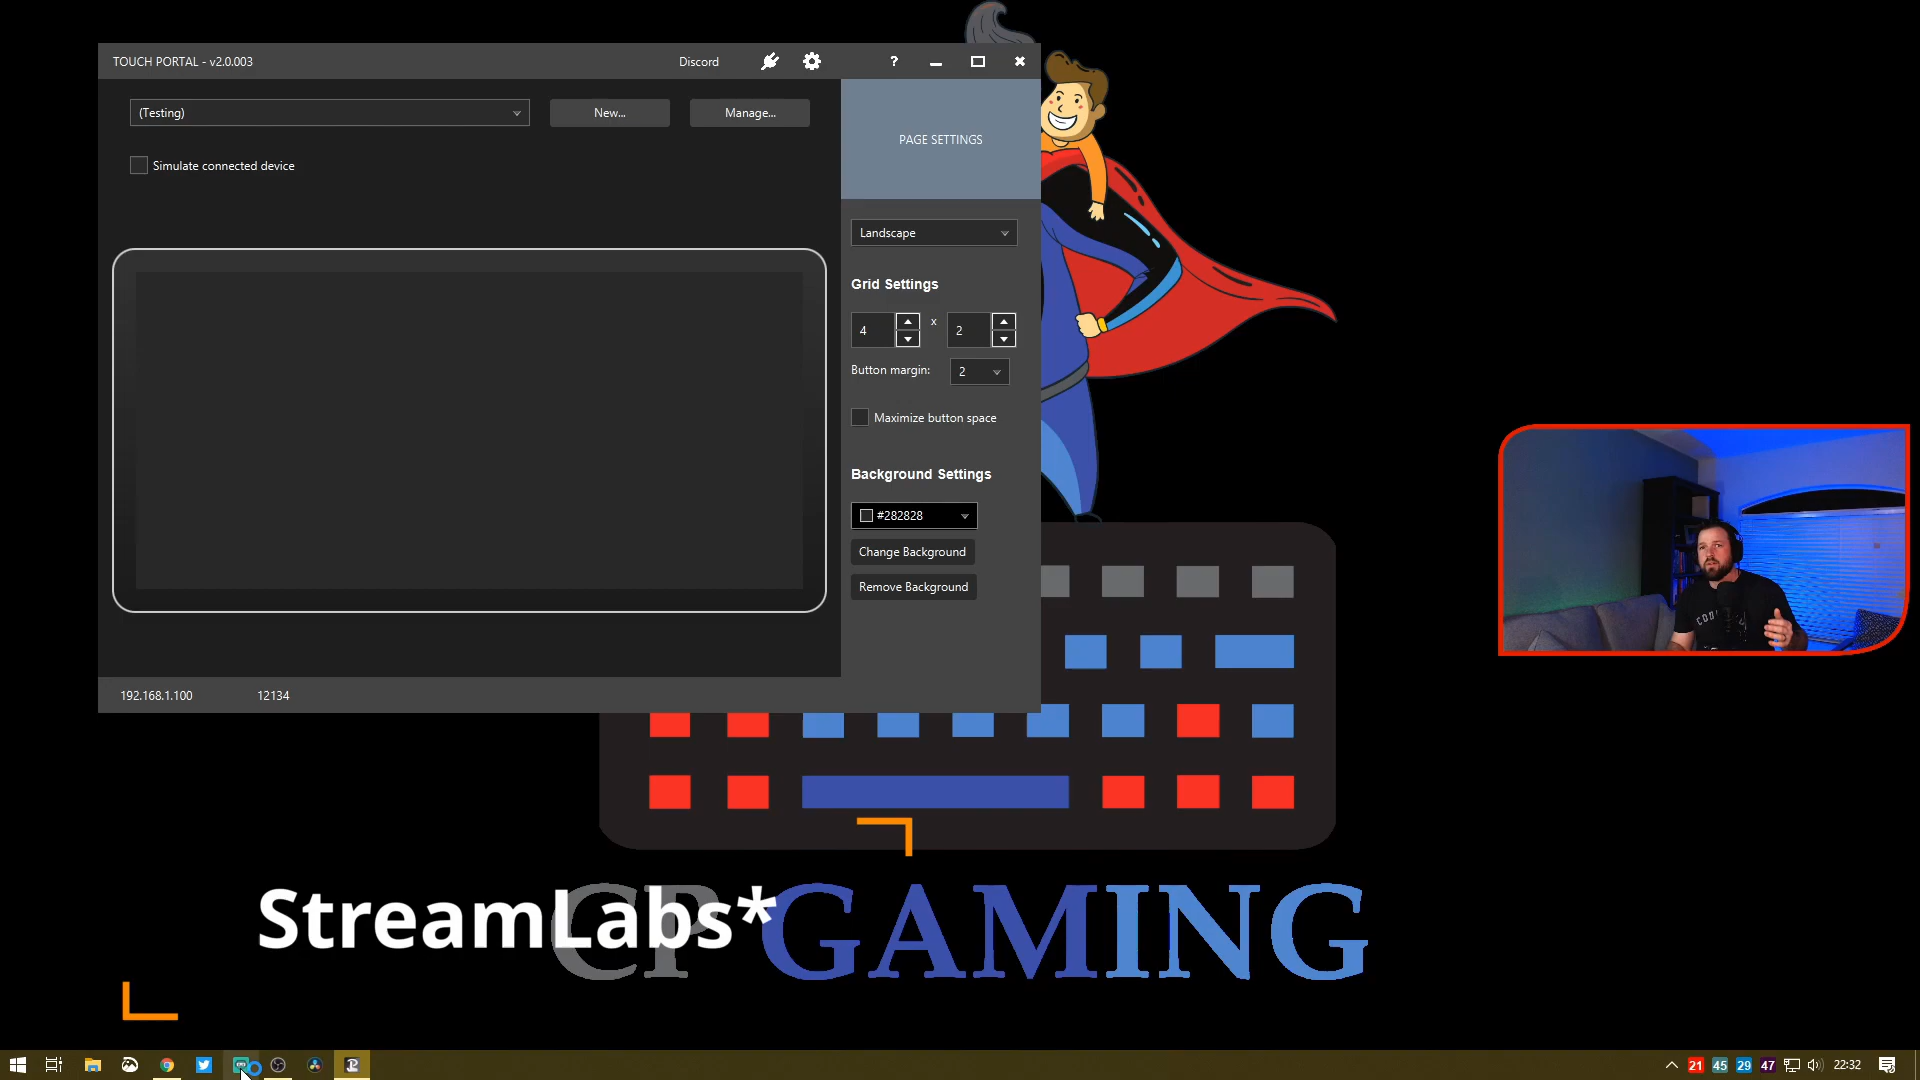 TOUCH PORTAL - v2.0.003
Discord
?
(Testing)
New...
Manage...
PAGE SETTINGS
Simulate connected device
Landscape
Grid Settings
4
x
2
Button margin:
2
Maximize button space
Background Settings
#282828
Change Background
Remove Background
192.168.1.100
12134
StreamLabs*
CP GAMING
21
45
29
47
22:32